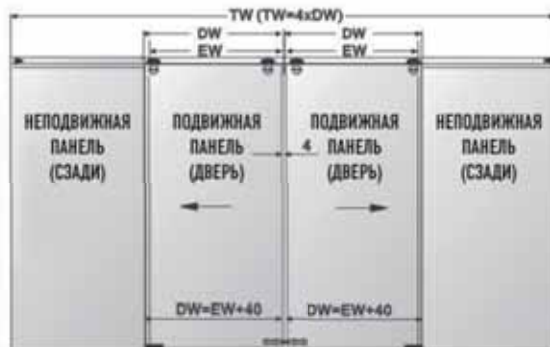 TW (TW=4xDW)
DW DW
EW EW
НЕПОДВИЖНАЯ
ПАНЕЛЬ
(СЗАДИ)
ПОДВИЖНАЯ
ПАНЕЛЬ
(ДВЕРЬ)
4
ПОДВИЖНАЯ
ПАНЕЛЬ
(ДВЕРЬ)
НЕПОДВИЖНАЯ
ПАНЕЛЬ
(СЗАДИ)
DW=EW+40 DW=EW+40